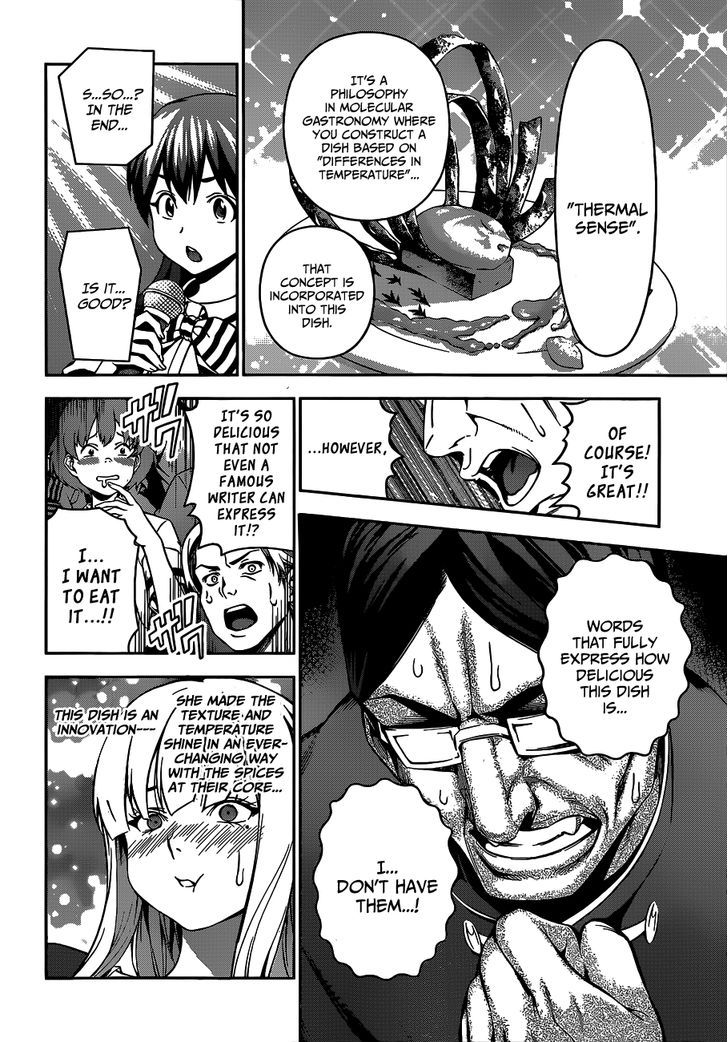 "THERMAL
SENSE".
IT'S A
PHILOSOPHY
IN MOLECULAR
GASTRONOMY WHERE
YOU CONSTRUCT A
DISH BASED ON
"DIFFERENCES IN
TEMPERATURE"...
THAT
CONCEPT IS
INCORPORATED
INTO THIS
DISH.
S...SO...?
IN THE
END...
IS IT...
GOOD?
OF
COURSE!
IT'S
GREAT!!
...HOWEVER,
WORDS
THAT FULLY
EXPRESS HOW
DELICIOUS
THIS DISH
IS...
I...
DON'T HAVE
THEM...!
IT'S SO
DELICIOUS
THAT NOT
EVEN A
FAMOUS
WRITER CAN
EXPRESS
IT!?
ザワ
I...
I WANT
TO EAT
IT...!!
ザワ
SHE MADE THE
TEXTURE AND
TEMPERATURE
SHINE IN AN EVER-
CHANGING WAY
WITH THE SPICES
AT THEIR CORE...
THIS DISH IS AN
INNOVATION----